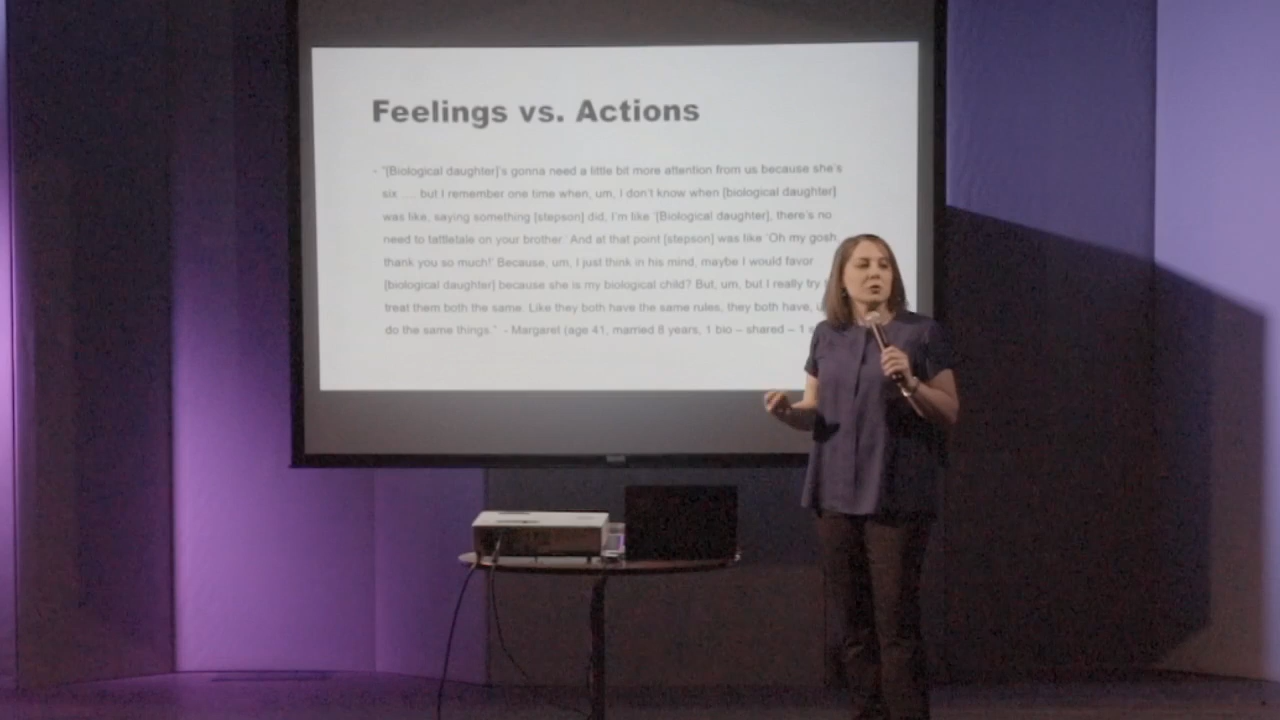 Feelings vs. Actions
- "[Biological daughter]'s gonna need a little bit more attention from us because she's
six .... but I remember one time when, um, I don't know when [biological daughter]
was like, saying something [stepson] did, I'm like '[Biological daughter], there's no
need to tattletale on your brother.' And at that point [stepson] was like 'Oh my gosh,
thank you so much!' Because, um, I just think in his mind, maybe I would favor
[biological daughter] because she is my biological child? But, um, but I really try
treat them both the same. Like they both have the same rules, they both have,
do the same things." - Margaret (age 41, married 8 years, 1 bio – shared – 1